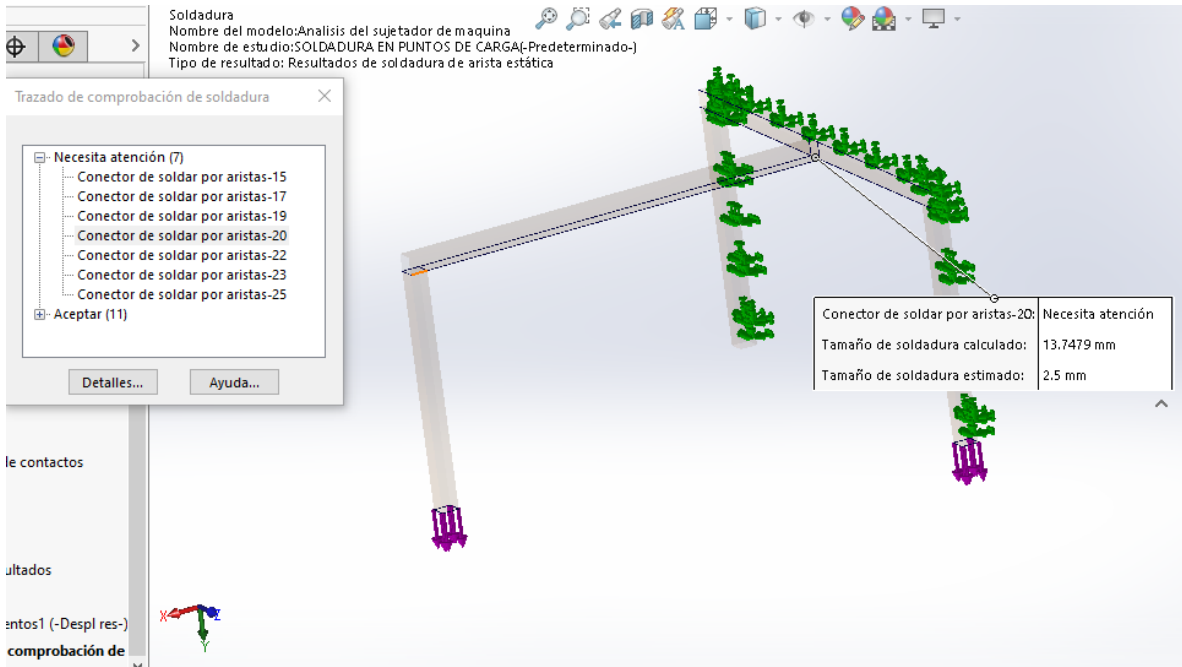 Soldadura
Nombre del modelo:Analisis del sujetador de maquina
Nombre de estudio:SOLDADURA EN PUNTOS DE CARGA(-Predeterminado-)
Tipo de resultado: Resultados de soldadura de arista estática
Trazado de comprobación de soldadura
Necesita atención (7)
Conector de soldar por aristas-15
Conector de soldar por aristas-17
Conector de soldar por aristas-19
Conector de soldar por aristas-20
Conector de soldar por aristas-22
Conector de soldar por aristas-23
Conector de soldar por aristas-25
Aceptar (11)
Detalles...
Ayuda...
Conector de soldar por aristas-20: Necesita atención
Tamaño de soldadura calculado: 13.7479 mm
Tamaño de soldadura estimado: 2.5 mm
de contactos
ultados
entos1 (-Despl res-)
comprobación de
X
Z
Y